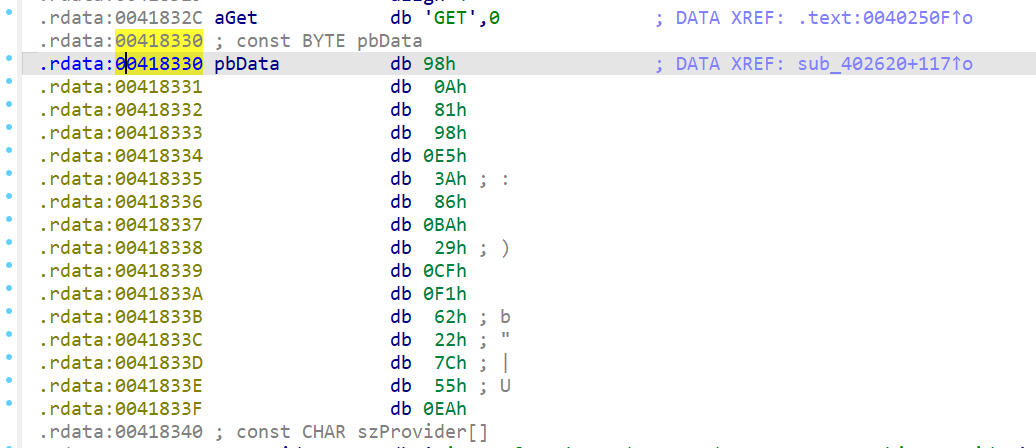 .rdata:0041832C aGet db 'GET',0 ; DATA XREF: .text:0040250F↑o
.rdata:00418330 ; const BYTE pbData
.rdata:00418330 pbData db 98h ; DATA XREF: sub_402620+117↑o
.rdata:00418331 db 0Ah
.rdata:00418332 db 81h
.rdata:00418333 db 98h
.rdata:00418334 db 0E5h
.rdata:00418335 db 3Ah ; :
.rdata:00418336 db 86h
.rdata:00418337 db 0BAh
.rdata:00418338 db 29h ; )
.rdata:00418339 db 0CFh
.rdata:0041833A db 0F1h
.rdata:0041833B db 62h ; b
.rdata:0041833C db 22h ; "
.rdata:0041833D db 7Ch ; |
.rdata:0041833E db 55h ; U
.rdata:0041833F db 0EAh
.rdata:00418340 ; const CHAR szProvider[]